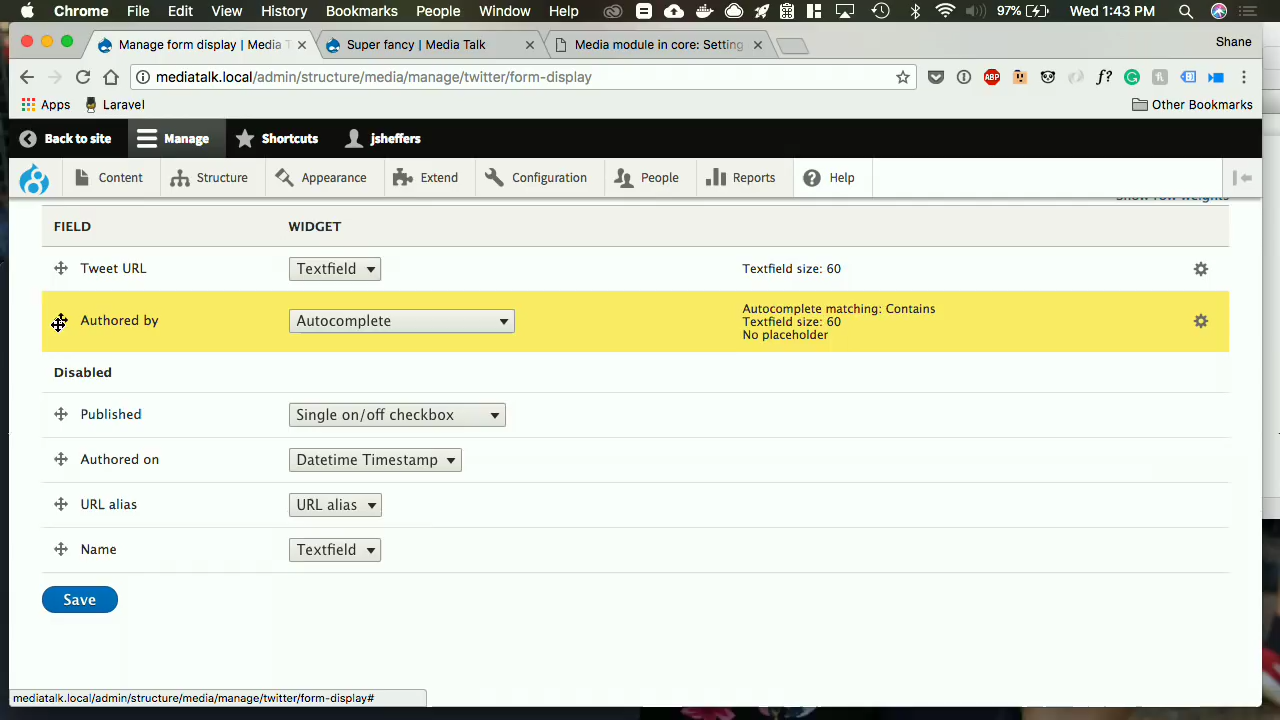 Chrome File Edit View History Bookmarks People Window Help 97% Wed 1:43 PM
Manage form display | Media T Super fancy | Media Talk Media module in core: Setting Shane
mediatalk.local/admin/structure/media/manage/twitter/form-display ABP f?
Apps Laravel Other Bookmarks
Back to site Manage Shortcuts jsheffers
Content Structure Appearance Extend Configuration People Reports Help
Show row weights
FIELD WIDGET
Tweet URL Textfield Textfield size: 60
Authored by Autocomplete Autocomplete matching: Contains
Textfield size: 60
No placeholder
Disabled
Published Single on/off checkbox
Authored on Datetime Timestamp
URL alias URL alias
Name Textfield
Save
mediatalk.local/admin/structure/media/manage/twitter/form-display#